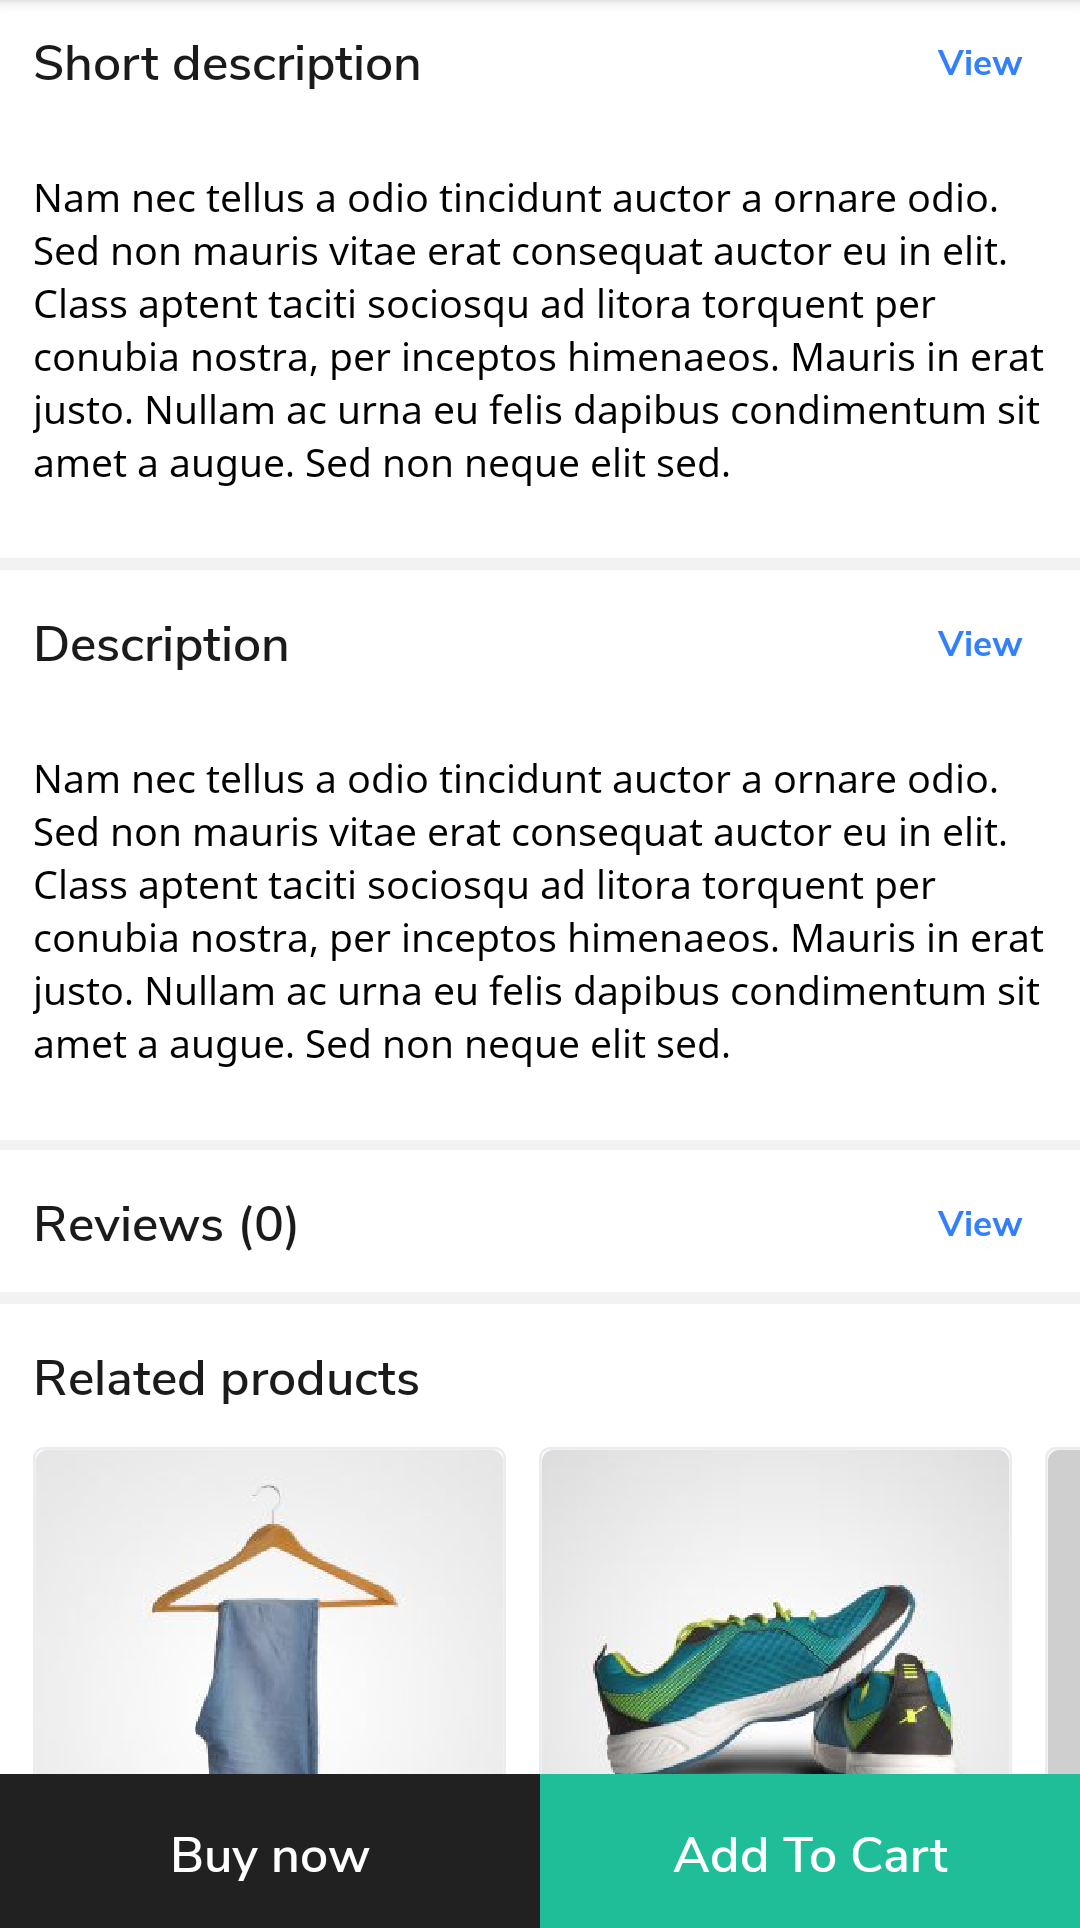 Short description
View
Nam nec tellus a odio tincidunt auctor a ornare odio.
Sed non mauris vitae erat consequat auctor eu in elit.
Class aptent taciti sociosqu ad litora torquent per
conubia nostra, per inceptos himenaeos. Mauris in erat
justo. Nullam ac urna eu felis dapibus condimentum sit
amet a augue. Sed non neque elit sed.
Description
View
Nam nec tellus a odio tincidunt auctor a ornare odio.
Sed non mauris vitae erat consequat auctor eu in elit.
Class aptent taciti sociosqu ad litora torquent per
conubia nostra, per inceptos himenaeos. Mauris in erat
justo. Nullam ac urna eu felis dapibus condimentum sit
amet a augue. Sed non neque elit sed.
Reviews (0)
View
Related products
Buy now
Add To Cart